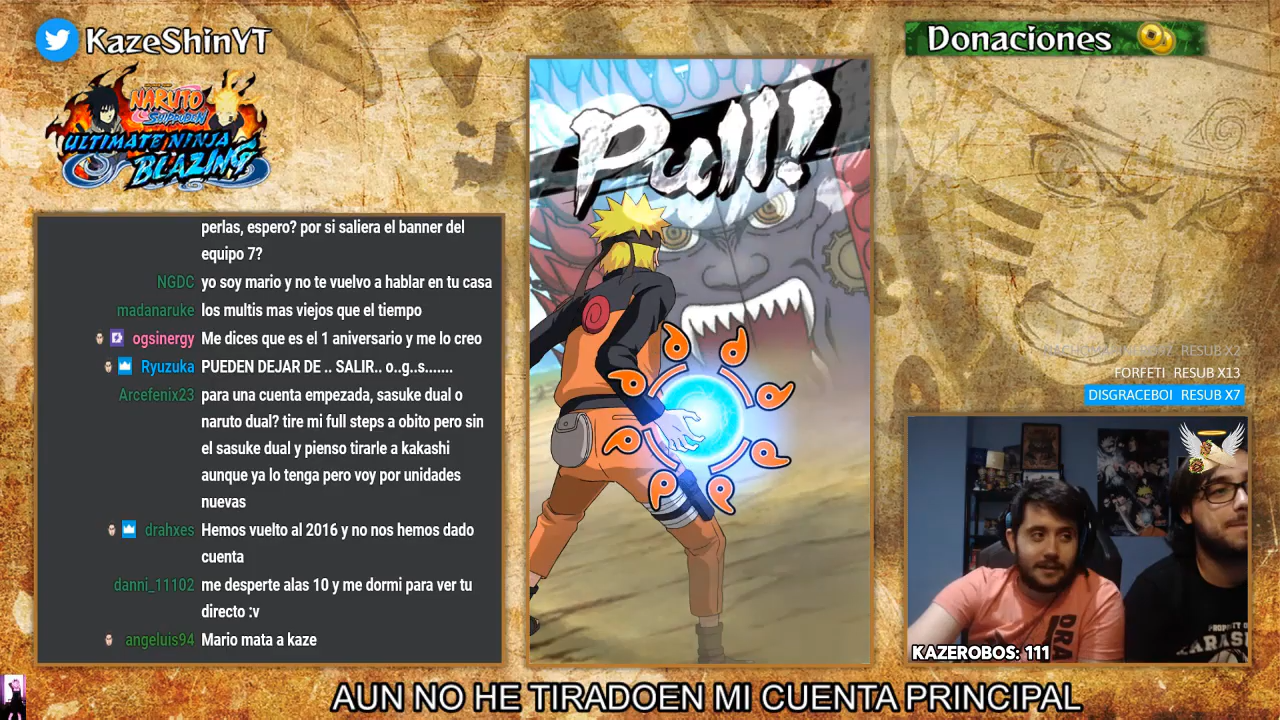 KazeShinYT
NARUTO
SHIPPUDEN
ULTIMATE NINJA
BLAZING
perlas, espero? por si saliera el banner del
equipo 7?
NGDC yo soy mario y no te vuelvo a hablar en tu casa
madanaruke los multis mas viejos que el tiempo
ogsinergy Me dices que es el 1 aniversario y me lo creo
Ryuzuka PUEDEN DEJAR DE .. SALIR.. o..g..s.......
Arcefenix23 para una cuenta empezada, sasuke dual o
naruto dual? tire mi full steps a obito pero sin
el sasuke dual y pienso tirarle a kakashi
aunque ya lo tenga pero voy por unidades
nuevas
drahxes Hemos vuelto al 2016 y no nos hemos dado
cuenta
danni_11102 me desperte alas 10 y me dormi para ver tu
directo :v
angeluis94 Mario mata a kaze
Pull!
Donaciones
RESUB X2
FORFETI RESUB X13
DISGRACEBOI RESUB X7
DRA
PROPERTY OF
KARAS
KAZEROBOS: 111
AUN NO HE TIRADOEN MI CUENTA PRINCIPAL